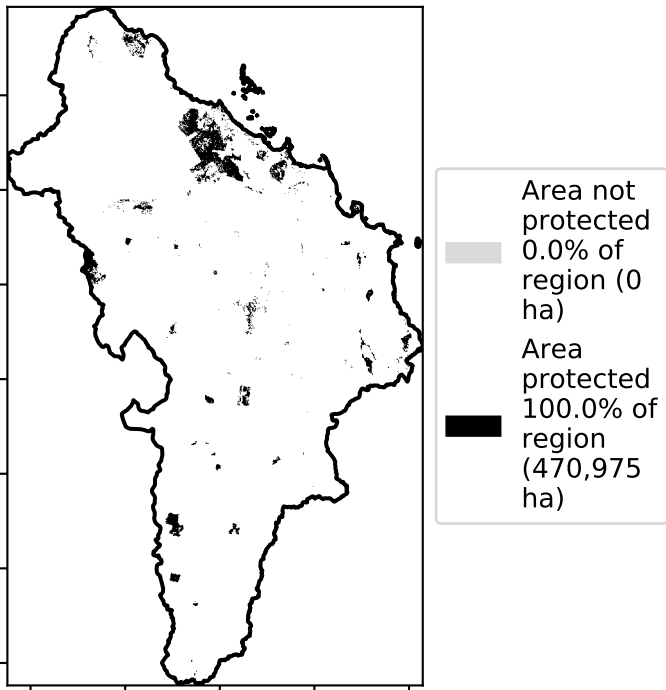 Area not
protected
0.0% of
region (0
ha)
Area
protected
100.0% of
region
(470,975
ha)